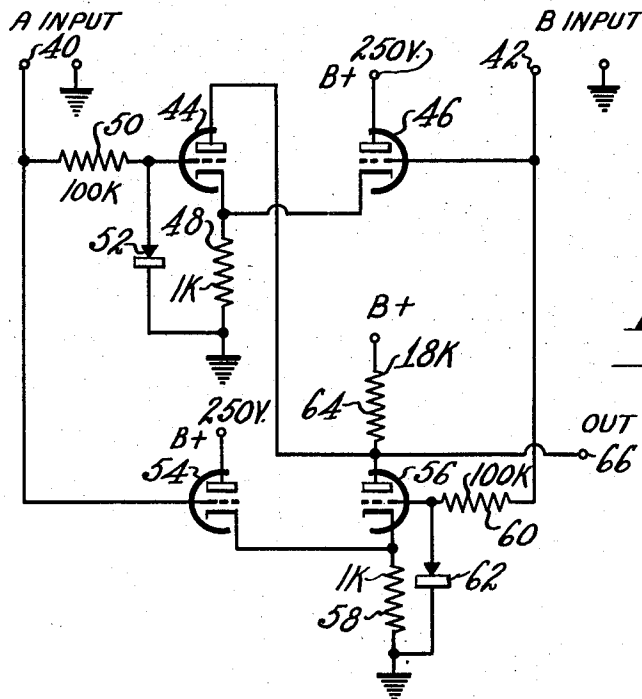 A INPUT
B INPUT
40
250V.
42
B+
50
44
46
100K
52
48
1K
B+
18K
64
250V.
B+
OUT
54
56
100K
66
60
1K
62
58